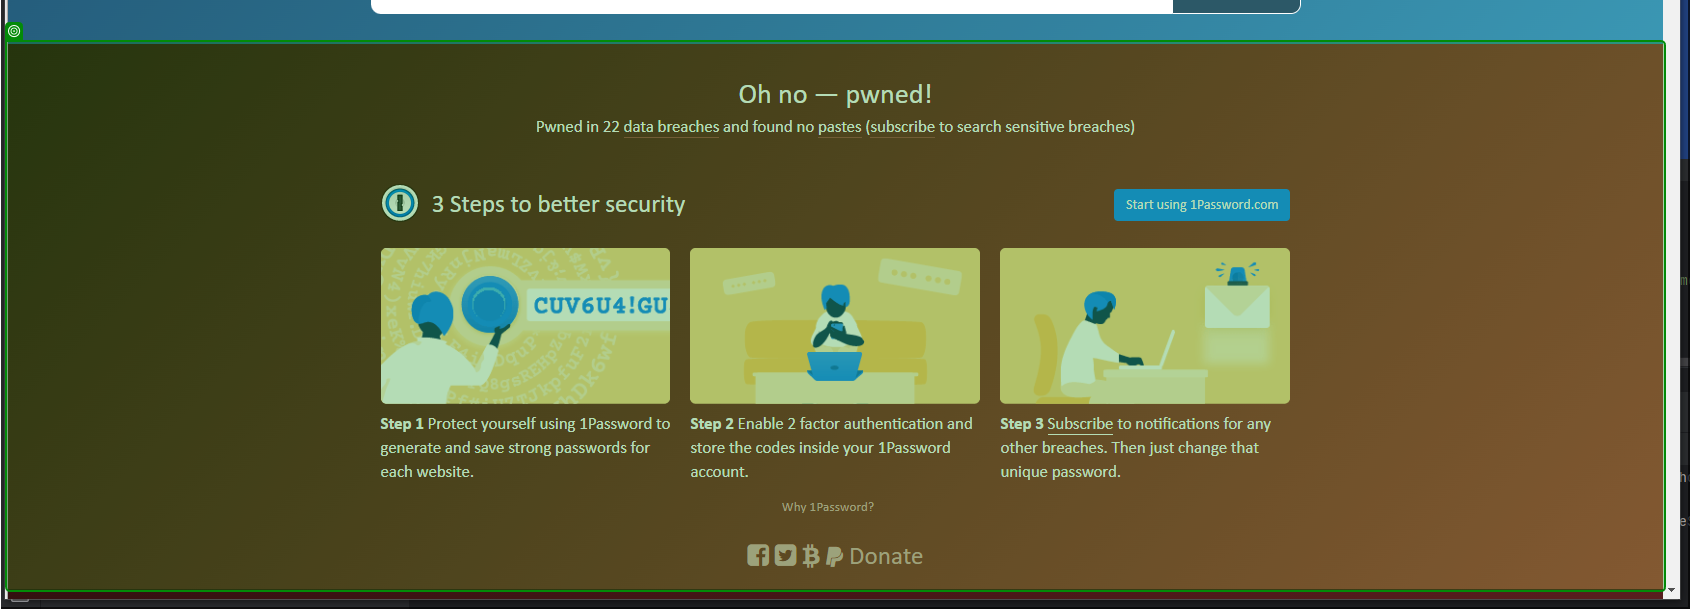 Oh no — pwned!
Pwned in 22 data breaches and found no pastes (subscribe to search sensitive breaches)
3 Steps to better security
Start using 1Password.com
CUV6U4!GU
Step 1 Protect yourself using 1Password to
generate and save strong passwords for
each website.
Step 2 Enable 2 factor authentication and
store the codes inside your 1Password
account.
Step 3 Subscribe to notifications for any
other breaches. Then just change that
unique password.
Why 1Password?
Donate